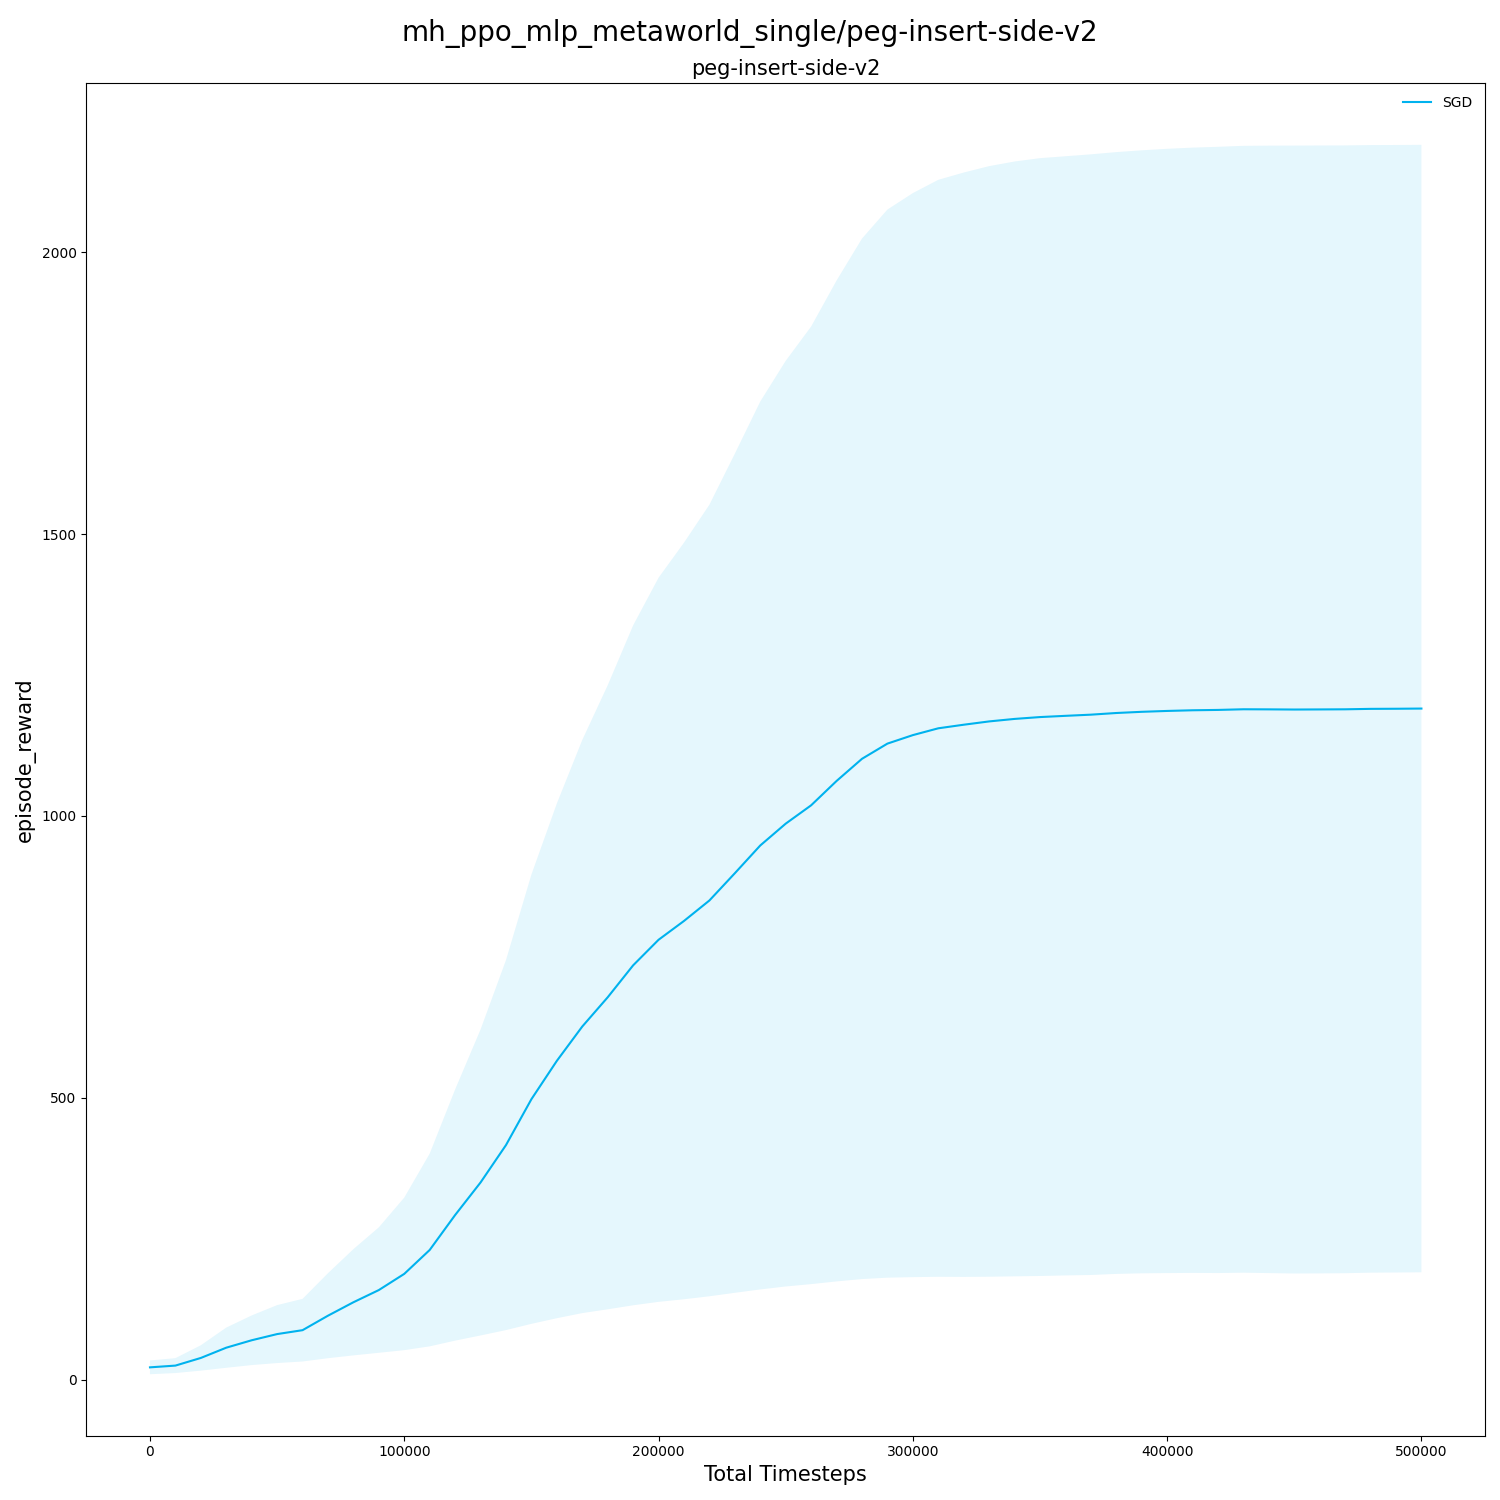 mh_ppo_mlp_metaworld_single/peg-insert-side-v2
peg-insert-side-v2
SGD
2000
1500
1000
500
0
episode_reward
0 100000 200000 300000 400000 500000
Total Timesteps